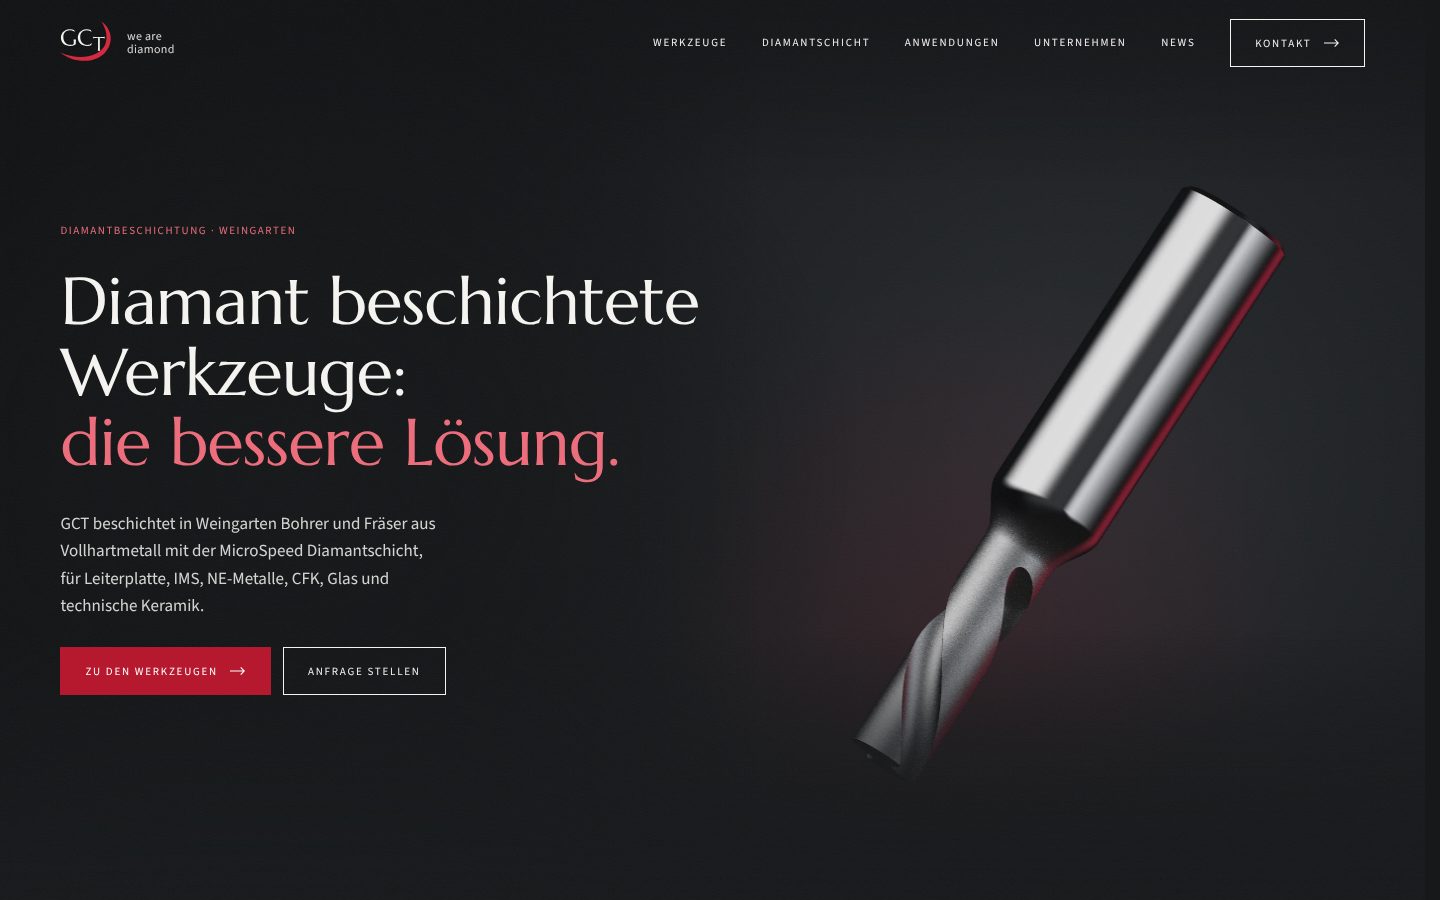 GCT
we are
diamond
WERKZEUGE
DIAMANTSCHICHT
ANWENDUNGEN
UNTERNEHMEN
NEWS
KONTAKT
DIAMANTBESCHICHTUNG · WEINGARTEN
Diamant beschichtete
Werkzeuge:
die bessere Lösung.
GCT beschichtet in Weingarten Bohrer und Fräser aus
Vollhartmetall mit der MicroSpeed Diamantschicht,
für Leiterplatte, IMS, NE-Metalle, CFK, Glas und
technische Keramik.
ZU DEN WERKZEUGEN
ANFRAGE STELLEN